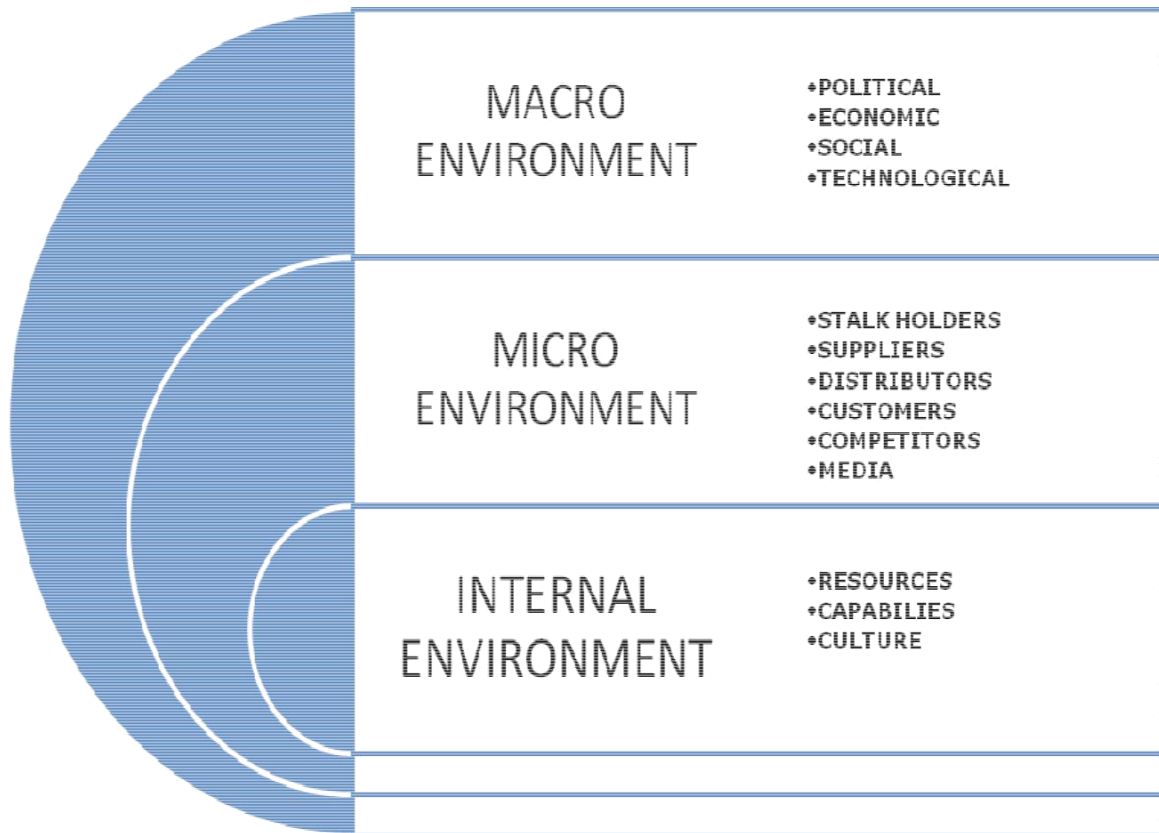 MACRO
ENVIRONMENT
•POLITICAL
•ECONOMIC
•SOCIAL
•TECHNOLOGICAL
MICRO
ENVIRONMENT
•STALK HOLDERS
•SUPPLIERS
•DISTRIBUTORS
•CUSTOMERS
•COMPETITORS
•MEDIA
INTERNAL
ENVIRONMENT
•RESOURCES
•CAPABILIES
•CULTURE